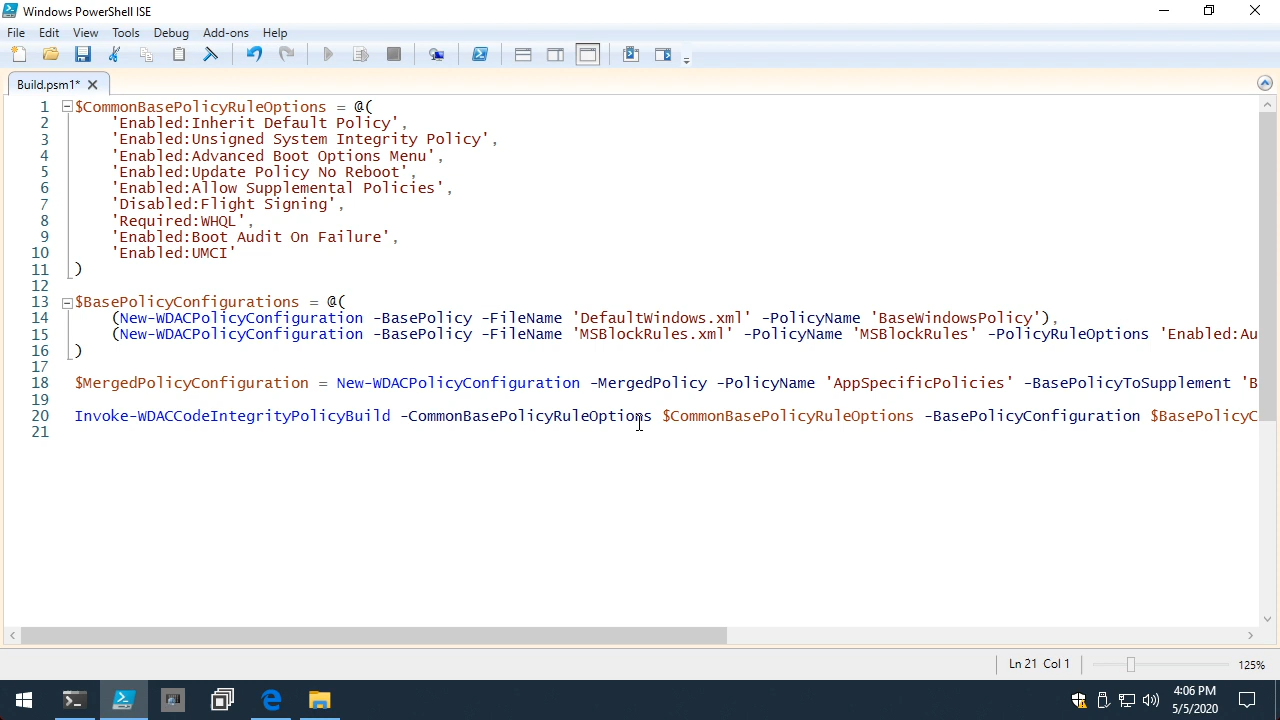 Windows PowerShell ISE
File Edit View Tools Debug Add-ons Help
Build.psm1*
1 $CommonBasePolicyRuleOptions = @(
2 'Enabled:Inherit Default Policy',
3 'Enabled:Unsigned System Integrity Policy',
4 'Enabled:Advanced Boot Options Menu',
5 'Enabled:Update Policy No Reboot',
6 'Enabled:Allow Supplemental Policies',
7 'Disabled:Flight Signing',
8 'Required:WHQL',
9 'Enabled:Boot Audit On Failure',
10 'Enabled:UMCI'
11 )
12
13 $BasePolicyConfigurations = @(
14 (New-WDACPolicyConfiguration -BasePolicy -FileName 'DefaultWindows.xml' -PolicyName 'BaseWindowsPolicy'),
15 (New-WDACPolicyConfiguration -BasePolicy -FileName 'MSBlockRules.xml' -PolicyName 'MSBlockRules' -PolicyRuleOptions 'Enabled:Au
16 )
17
18 $MergedPolicyConfiguration = New-WDACPolicyConfiguration -MergedPolicy -PolicyName 'AppSpecificPolicies' -BasePolicyToSupplement 'B
19
20 Invoke-WDACCodeIntegrityPolicyBuild -CommonBasePolicyRuleOptions $CommonBasePolicyRuleOptions -BasePolicyConfiguration $BasePolicyC
21
Ln 21 Col 1 125%
4:06 PM
5/5/2020